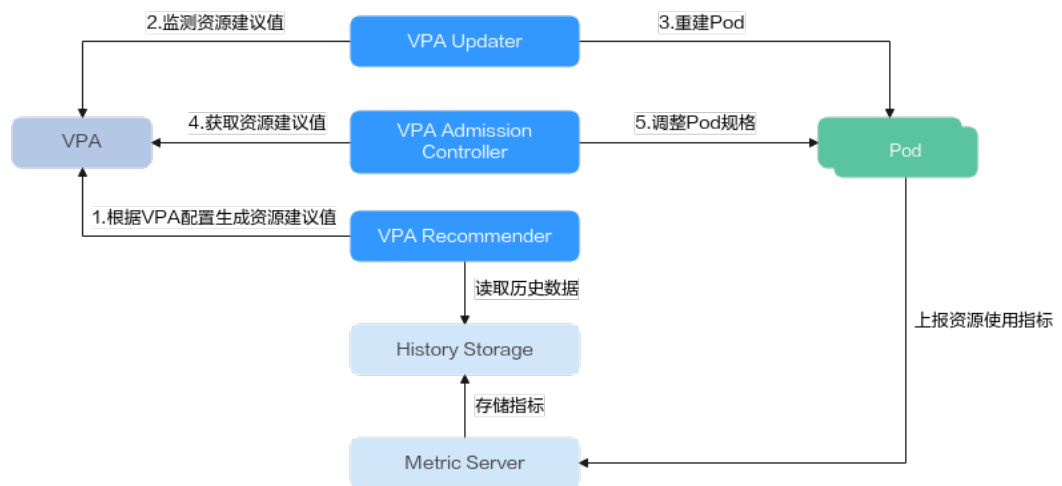 2.监测资源建议值
VPA Updater
3.重建Pod
VPA
4.获取资源建议值
VPA Admission
Controller
5.调整Pod规格
Pod
1.根据VPA配置生成资源建议值
VPA Recommender
读取历史数据
上报资源使用指标
History Storage
存储指标
Metric Server